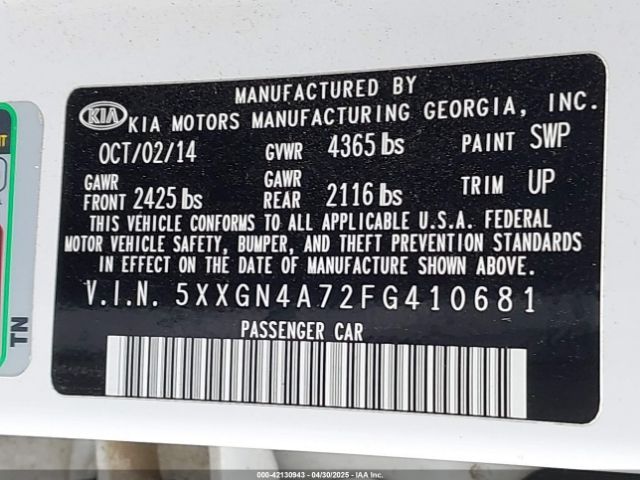 MANUFACTURED BY
KIA KIA MOTORS MANUFACTURING GEORGIA, INC.
OCT/02/14 GVWR 4365 lbs PAINT SWP
GAWR FRONT 2425 lbs GAWR REAR 2116 lbs TRIM UP
THIS VEHICLE CONFORMS TO ALL APPLICABLE U.S.A. FEDERAL
MOTOR VEHICLE SAFETY, BUMPER, AND THEFT PREVENTION STANDARDS
IN EFFECT ON THE DATE OF MANUFACTURE SHOWN ABOVE.
V.I.N. 5XXGN4A72FG410681
PASSENGER CAR
TN
000-42130943 - 04/30/2025 - IAA Inc.